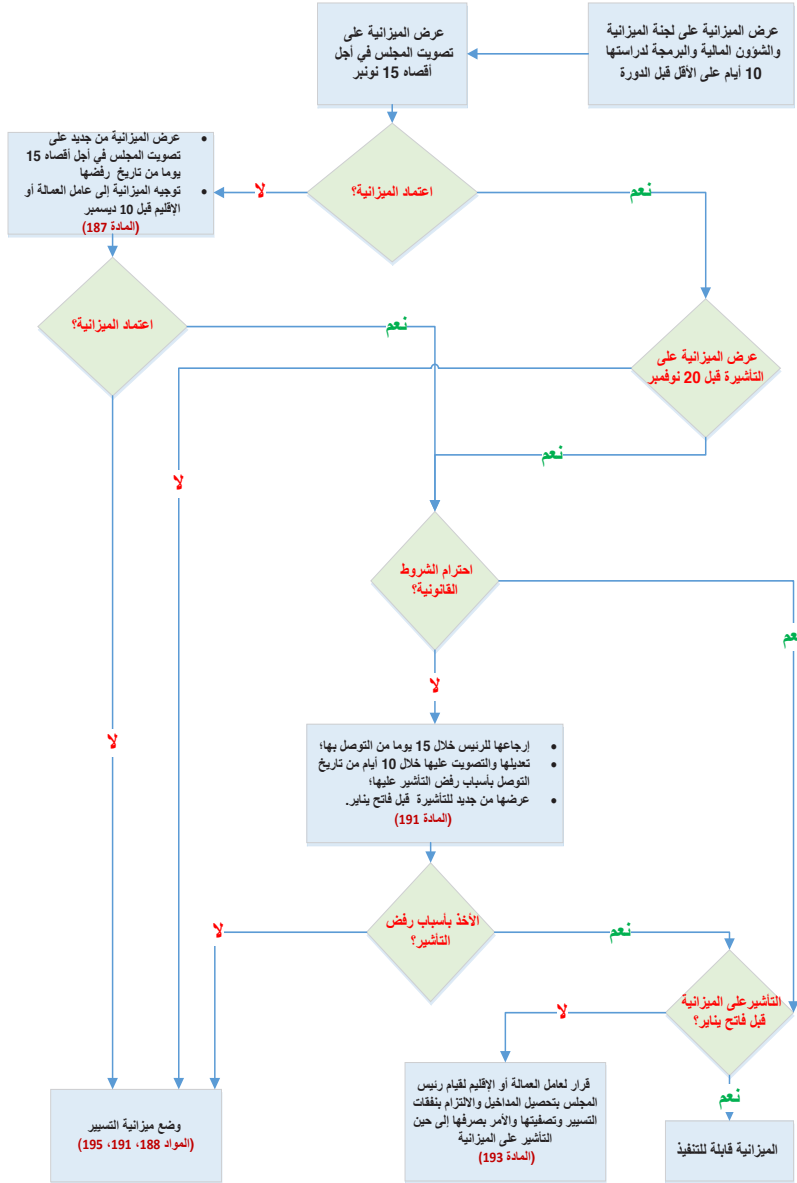 عرض الميزانية على لجنة الميزانية
والشؤون المالية والبرمجة لدراستها
10 أيام على الأقل قبل الدورة
عرض الميزانية على
تصويت المجلس في أجل
أقصاه 15 نونبر
اعتماد الميزانية؟
نعم
لا
• عرض الميزانية من جديد على
تصويت المجلس في أجل أقصاه 15
يوما من تاريخ رفضها
• توجيه الميزانية إلى عامل العمالة أو
الإقليم قبل 10 ديسمبر
(المادة 187)
اعتماد الميزانية؟
نعم
عرض الميزانية على
التأشيرة قبل 20 نوفمبر
نعم
لا
احترام الشروط
القانونية؟
نعم
لا
لا
• إرجاعها للرئيس خلال 15 يوما من التوصل بها؛
• تعديلها والتصويت عليها خلال 10 أيام من تاريخ
التوصل بأسباب رفض التأشير عليها؛
• عرضها من جديد للتأشيرة قبل فاتح يناير.
(المادة 191)
الأخذ بأسباب رفض
التأشير؟
نعم
لا
التأشيرعلى الميزانية
قبل فاتح يناير؟
لا
نعم
الميزانية قابلة للتنفيذ
قرار لعامل العمالة أو الإقليم لقيام رئيس
المجلس بتحصيل المداخيل والالتزام بنفقات
التسيير وتصفيتها والأمر بصرفها إلى حين
التأشير على الميزانية
(المادة 193)
وضع ميزانية التسيير
(المواد 188، 191، 195)